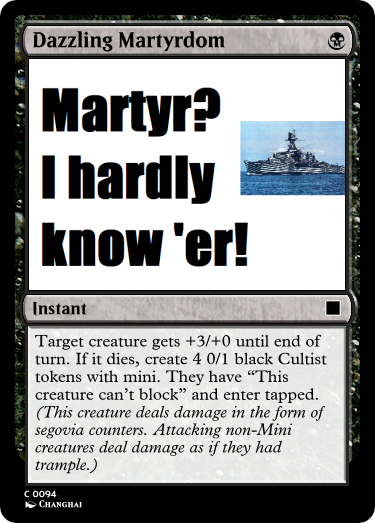 Dazzling Martyrdom
Martyr?
I hardly
know 'er!
Instant
Target creature gets +3/+0 until end of
turn. If it dies, create 4 0/1 black Cultist
tokens with mini. They have “This
creature can't block” and enter tapped.
(This creature deals damage in the form of
segovia counters. Attacking non-Mini
creatures deal damage as if they had
trample.)
C 0094
CHANGHAI